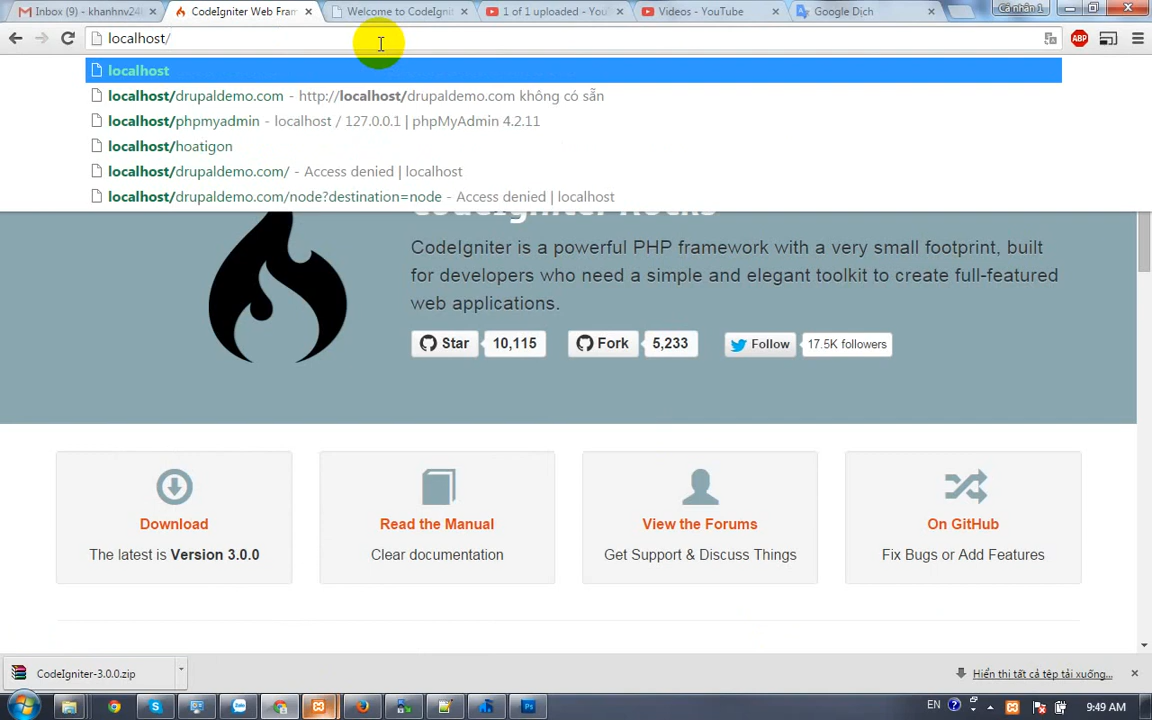 Inbox (9) - khanhnv24
CodeIgniter Web Fram
Welcome to CodeIgnit
1 of 1 uploaded - You
Videos - YouTube
Google Dịch
Cá nhân 1
localhost/
ABP
localhost
localhost/drupaldemo.com - http://localhost/drupaldemo.com không có sẵn
localhost/phpmyadmin - localhost / 127.0.0.1 | phpMyAdmin 4.2.11
localhost/hoatigon
localhost/drupaldemo.com/ - Access denied | localhost
localhost/drupaldemo.com/node?destination=node - Access denied | localhost
CodeIgniter Rocks
CodeIgniter is a powerful PHP framework with a very small footprint, built
for developers who need a simple and elegant toolkit to create full-featured
web applications.
Star 10,115 Fork 5,233 Follow 17.5K followers
Download
The latest is Version 3.0.0
Read the Manual
Clear documentation
View the Forums
Get Support & Discuss Things
On GitHub
Fix Bugs or Add Features
CodeIgniter-3.0.0.zip
Hiển thị tất cả tệp tải xuống...
EN
9:49 AM